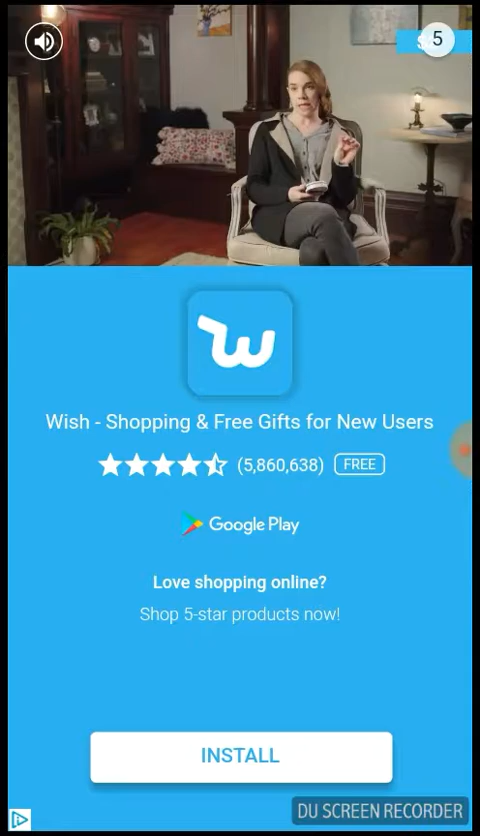 5
Wish - Shopping & Free Gifts for New Users
(5,860,638) FREE
Google Play
Love shopping online?
Shop 5-star products now!
INSTALL
DU SCREEN RECORDER